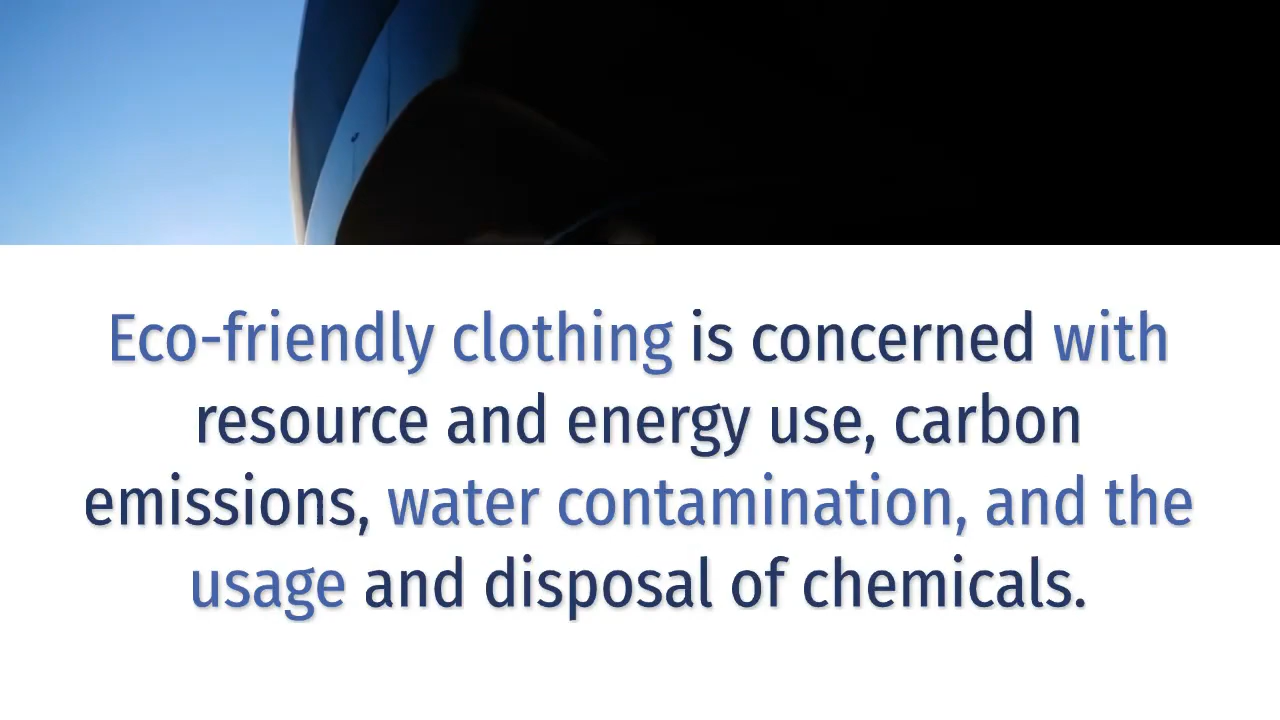 Eco-friendly clothing is concerned with
resource and energy use, carbon
emissions, water contamination, and the
usage and disposal of chemicals.